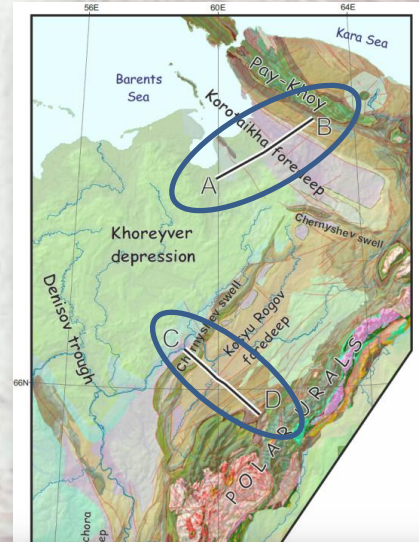 56E
60E
64E
Kara Sea
Pay-Khoy
Barents
Sea
Korotaikha foredeep
B
A
Chernyshev swell
Khoreyver
depression
Denisov trough
Chernyshev swell
Kosyu Rogov
foredeep
C
D
66N
POLAR URALS